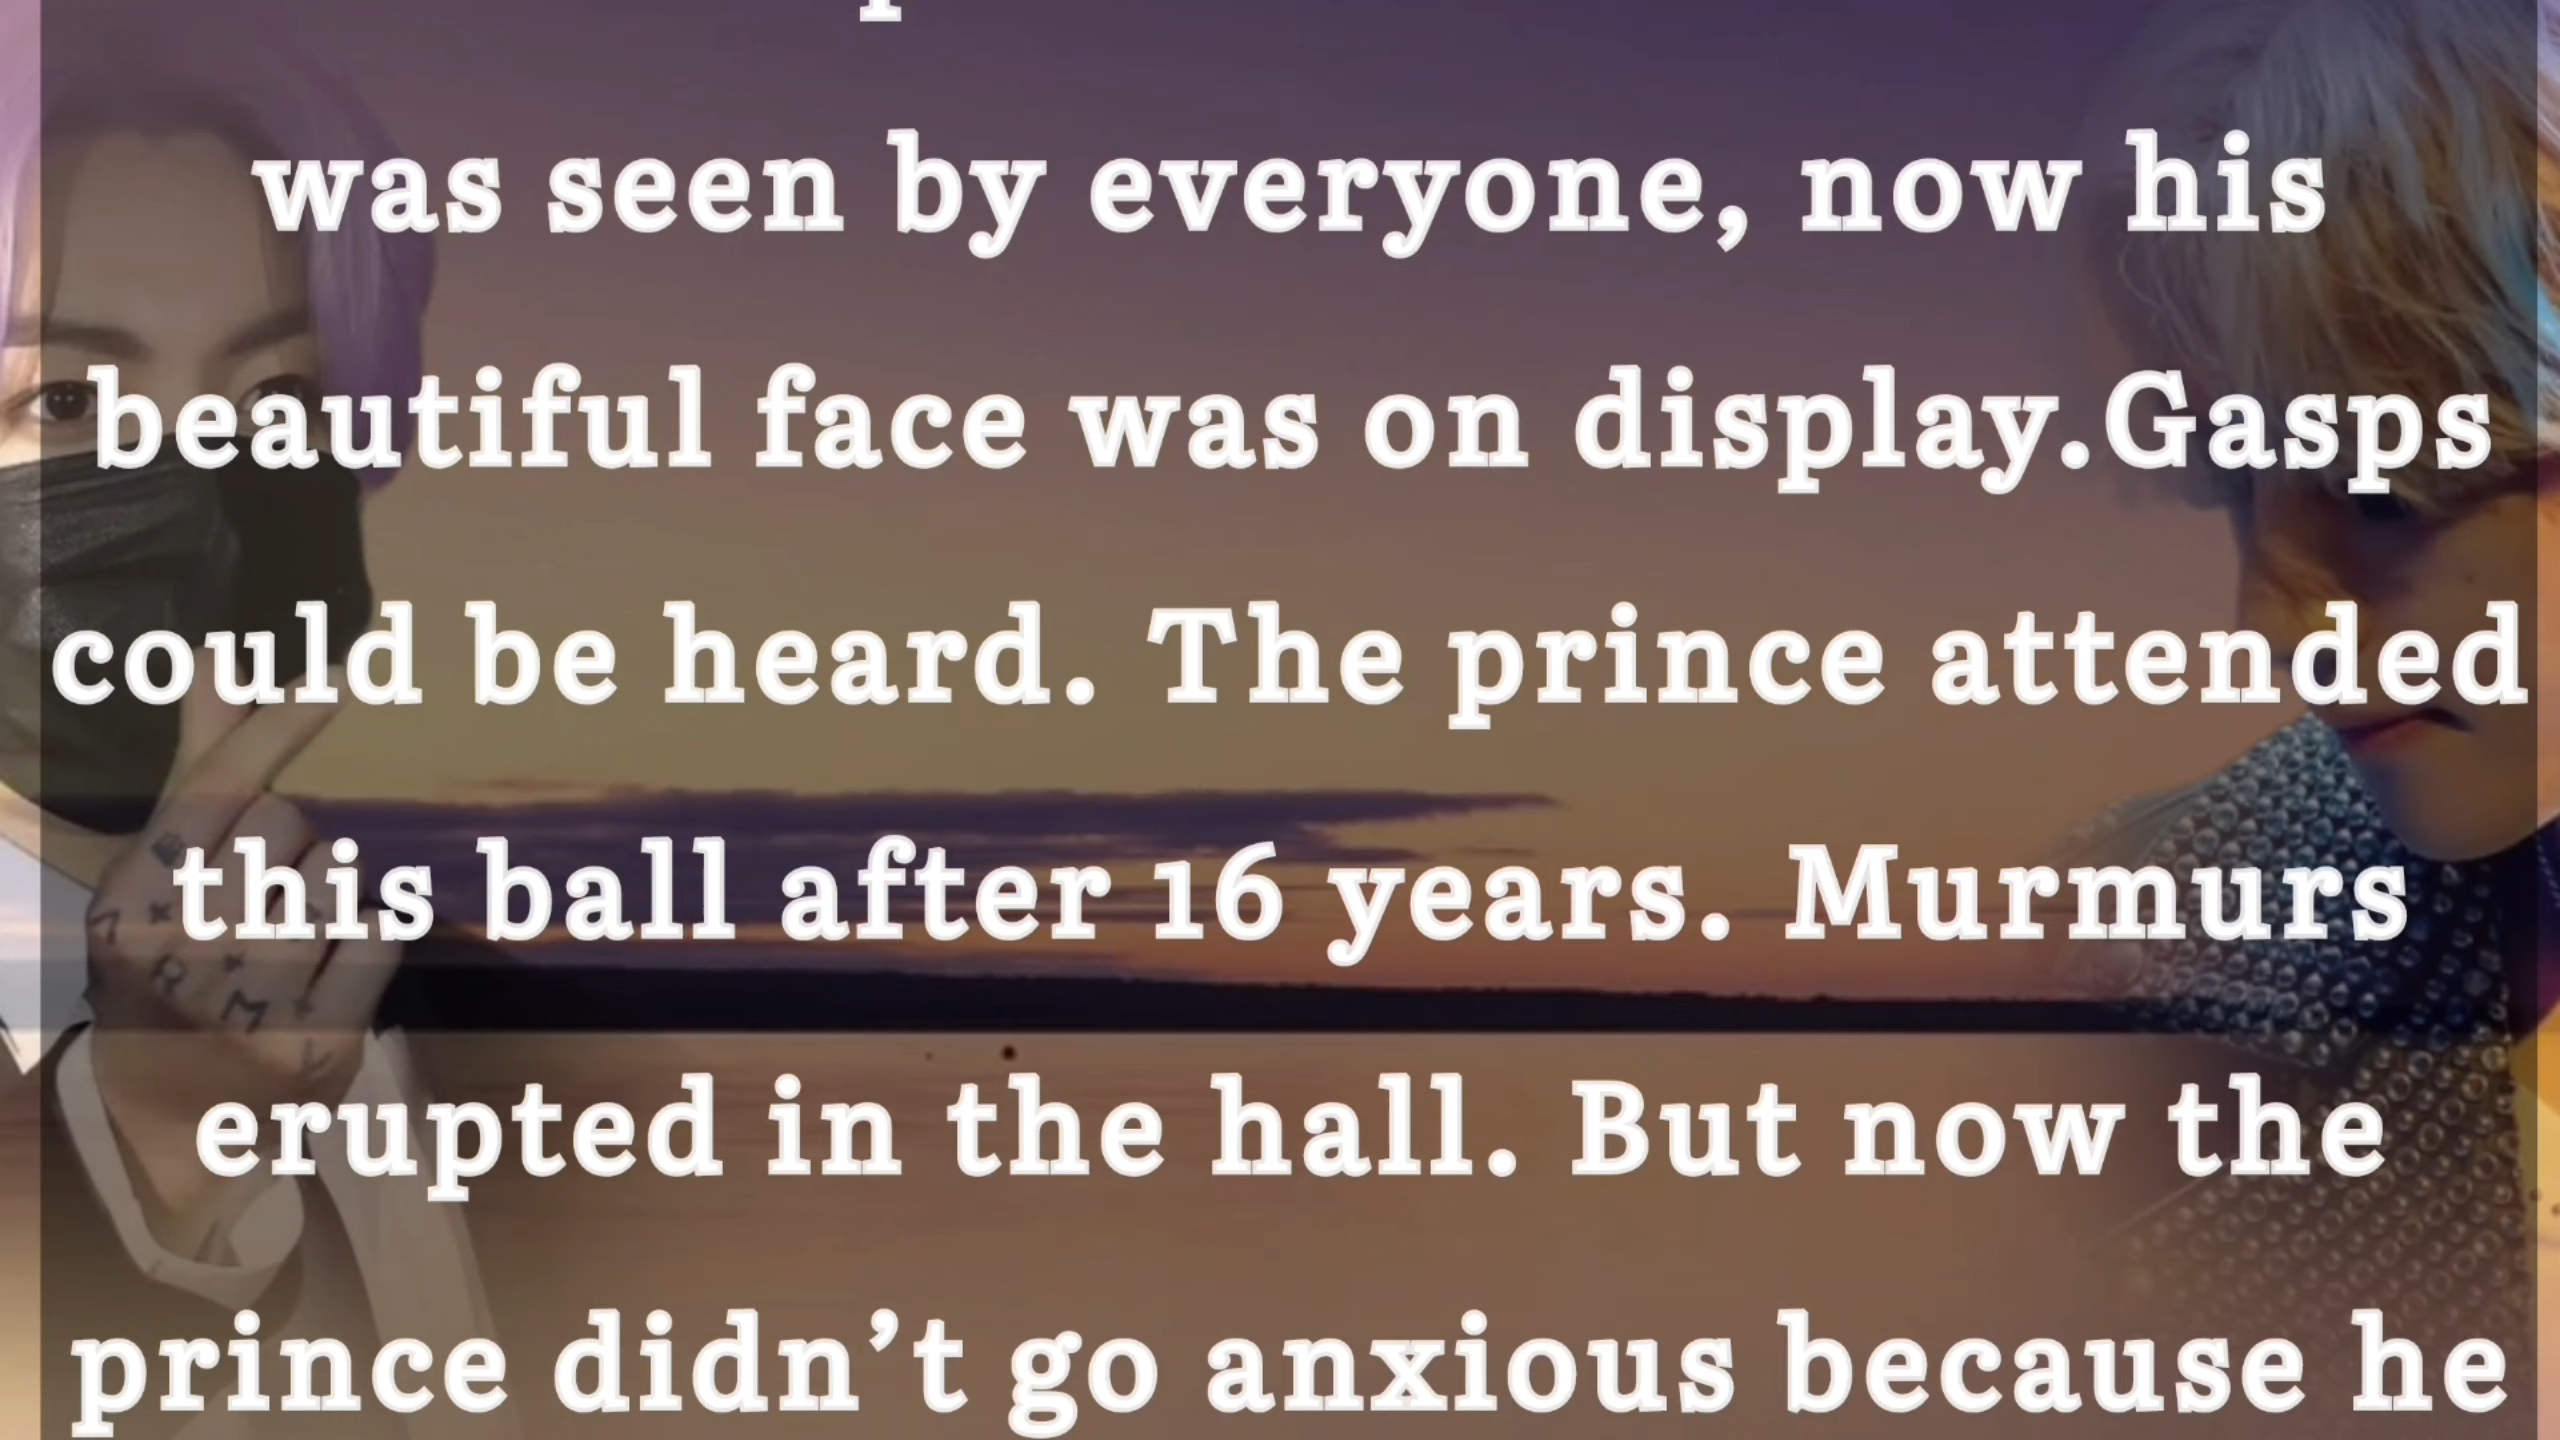 was seen by everyone, now his
beautiful face was on display.Gasps
could be heard. The prince attended
this ball after 16 years. Murmurs
erupted in the hall. But now the
prince didn’t go anxious because he